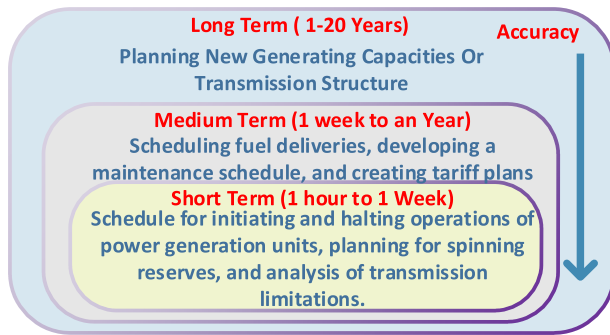 Long Term ( 1-20 Years)
Accuracy
Planning New Generating Capacities Or
Transmission Structure
Medium Term (1 week to an Year)
Scheduling fuel deliveries, developing a
maintenance schedule, and creating tariff plans
Short Term (1 hour to 1 Week)
Schedule for initiating and halting operations of
power generation units, planning for spinning
reserves, and analysis of transmission
limitations.